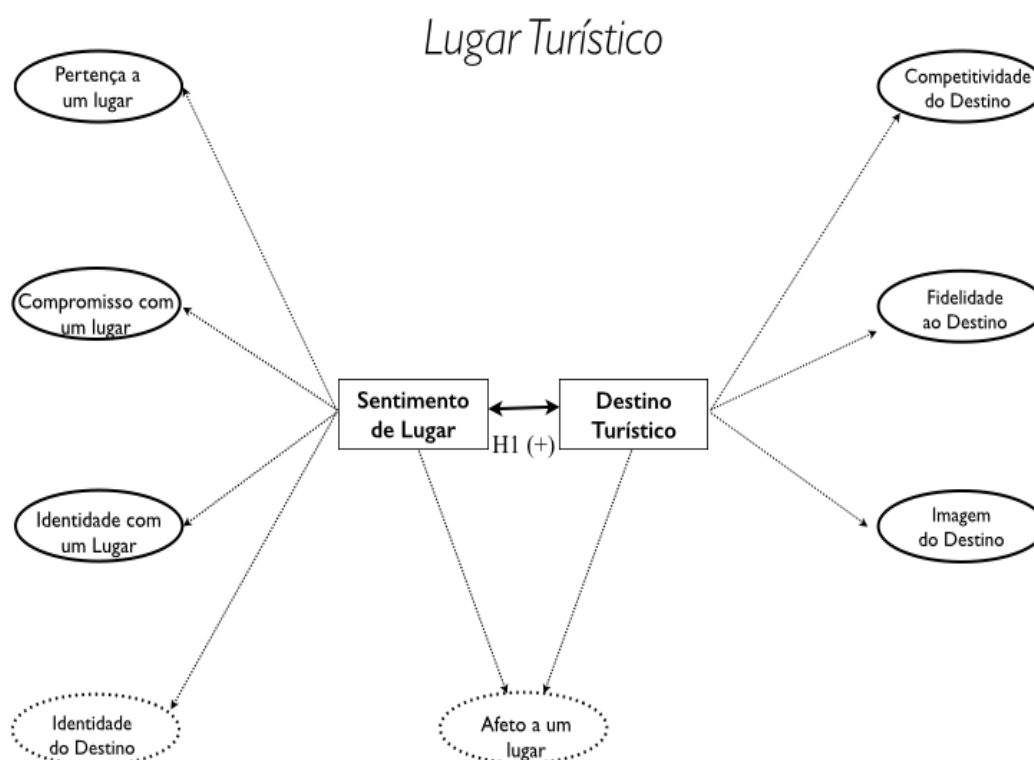 Lugar Turístico
Pertença a
um lugar
Competitividade
do Destino
Compromisso com
um lugar
Fidelidade
ao Destino
Sentimento
de Lugar
H1 (+)
Destino
Turístico
Identidade com
um Lugar
Imagem
do Destino
Identidade
do Destino
Afeto a um
lugar